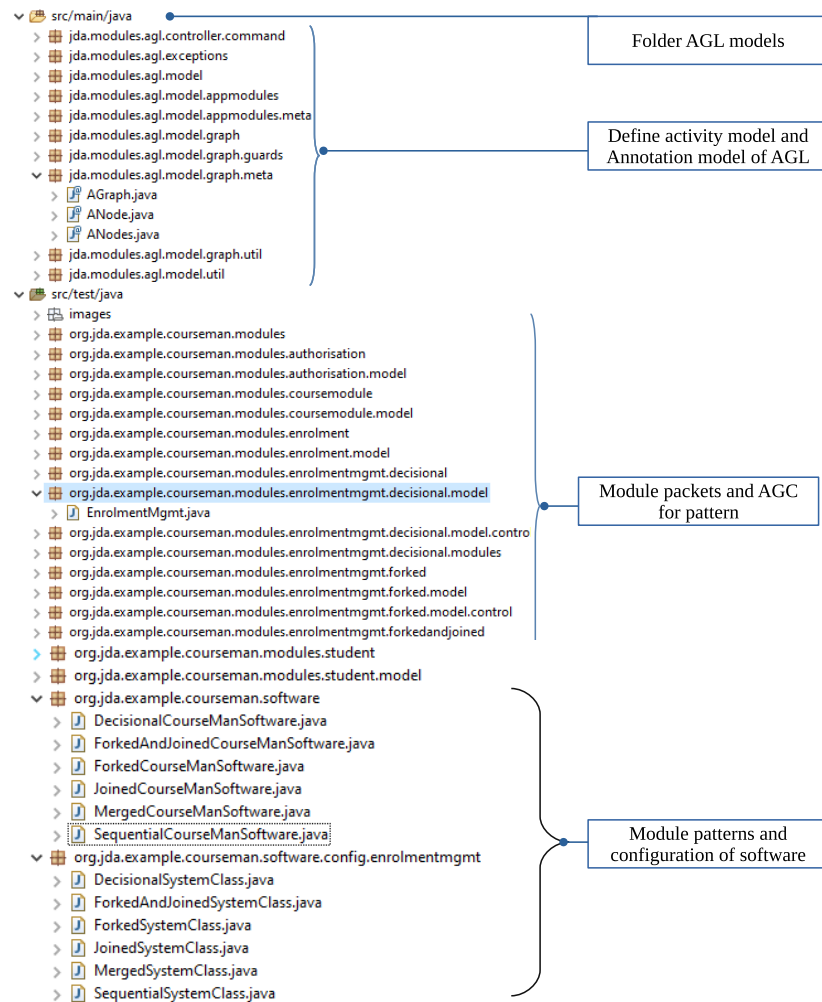 src/main/java
Folder AGL models
jda.modules.agl.controller.command
jda.modules.agl.exceptions
jda.modules.agl.model
jda.modules.agl.model.appmodules
jda.modules.agl.model.appmodules.meta
jda.modules.agl.model.graph
jda.modules.agl.model.graph.guards
jda.modules.agl.model.graph.meta
AGraph.java
ANode.java
ANodes.java
jda.modules.agl.model.graph.util
jda.modules.agl.model.util
Define activity model and
Annotation model of AGL
src/test/java
images
org.jda.example.courseman.modules
org.jda.example.courseman.modules.authorisation
org.jda.example.courseman.modules.authorisation.model
org.jda.example.courseman.modules.coursemodule
org.jda.example.courseman.modules.coursemodule.model
org.jda.example.courseman.modules.enrolment
org.jda.example.courseman.modules.enrolment.model
org.jda.example.courseman.modules.enrolmentmgmt.decisional
org.jda.example.courseman.modules.enrolmentmgmt.decisional.model
EnrolmentMgmt.java
org.jda.example.courseman.modules.enrolmentmgmt.decisional.model.contro
org.jda.example.courseman.modules.enrolmentmgmt.decisional.modules
org.jda.example.courseman.modules.enrolmentmgmt.forked
org.jda.example.courseman.modules.enrolmentmgmt.forked.model
org.jda.example.courseman.modules.enrolmentmgmt.forked.model.control
org.jda.example.courseman.modules.enrolmentmgmt.forkedandjoined
Module packets and AGC
for pattern
org.jda.example.courseman.modules.student
org.jda.example.courseman.modules.student.model
org.jda.example.courseman.software
DecisionalCourseManSoftware.java
ForkedAndJoinedCourseManSoftware.java
ForkedCourseManSoftware.java
JoinedCourseManSoftware.java
MergedCourseManSoftware.java
SequentialCourseManSoftware.java
org.jda.example.courseman.software.config.enrolmentmgmt
DecisionalSystemClass.java
ForkedAndJoinedSystemClass.java
ForkedSystemClass.java
JoinedSystemClass.java
MergedSystemClass.java
SequentialSystemClass.java
Module patterns and
configuration of software